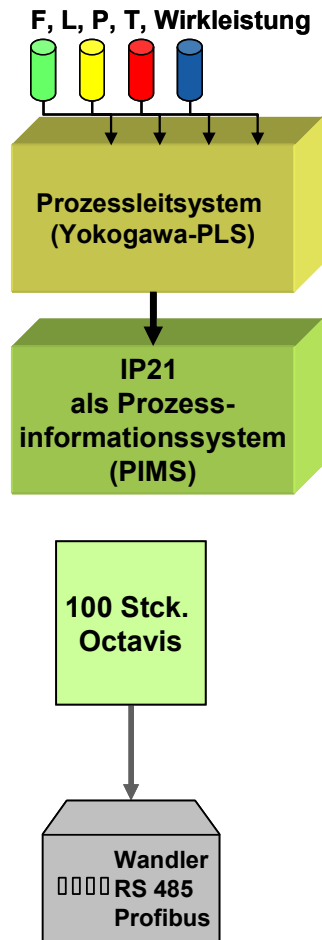 F, L, P, T, Wirkleistung
Prozessleitsystem
(Yokogawa-PLS)
IP21
als Prozess-
informationssystem
(PIMS)
100 Stck.
Octavis
Wandler
RS 485
Profibus